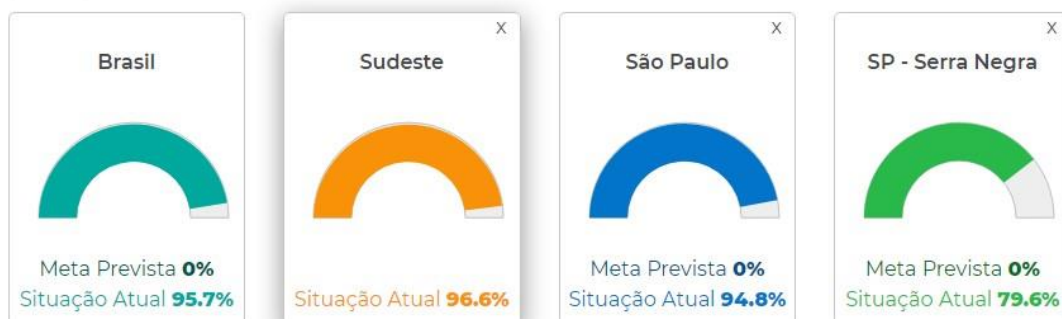 Brasil
Meta Prevista 0%
Situação Atual 95.7%
X
Sudeste
Situação Atual 96.6%
X
São Paulo
Meta Prevista 0%
Situação Atual 94.8%
X
SP - Serra Negra
Meta Prevista 0%
Situação Atual 79.6%